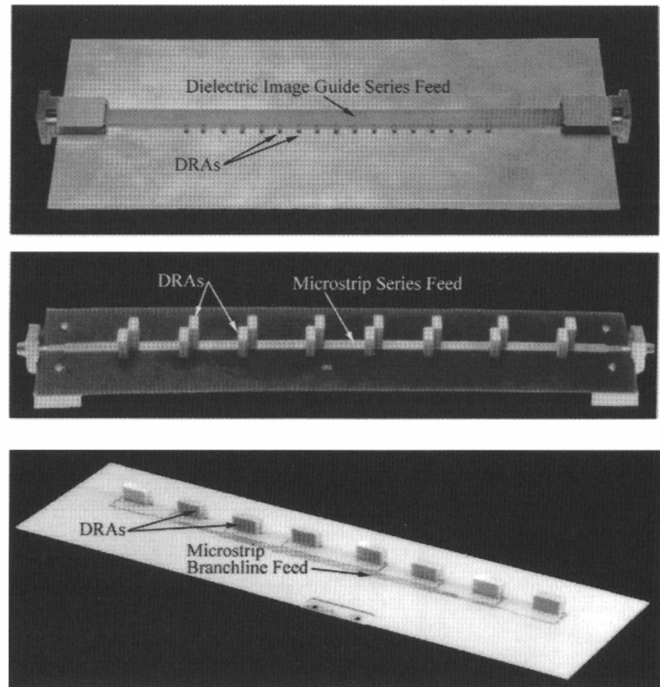 Dielectric Image Guide Series Feed
DRAs
DRAs
Microstrip Series Feed
DRAs
Microstrip
Branchline Feed